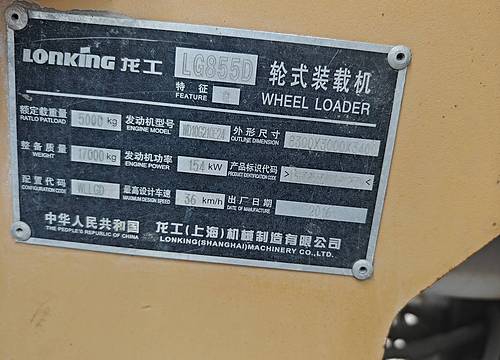 LONKING 龙工 LG855D 轮式装载机
特征
FEATURE
WHEEL LOADER
额定载重量 5000 kg 发动机型号 外形尺寸
RATLO PATLOAD ENGINE MODEL OUTLINE DIMENSION
整备质量 17000 kg 发动机功率 154 kW 产品标识代码 > <
WEIGHT ENGINE POWER PRODUCT IDENTIFICATION CODE
配置代码 WLLGD 最高设计车速 36 km/h 出厂日期
CONFIGURATION CODE MAXIMUM DESIGN SPEED DATE OF MANUFACTURE
中华人民共和国 龙工(上海)机械制造有限公司
THE PEOPLE'S REPUBLIC OF CHINA LONKING(SHANGHAI)MACHINERY CO.,LTD.